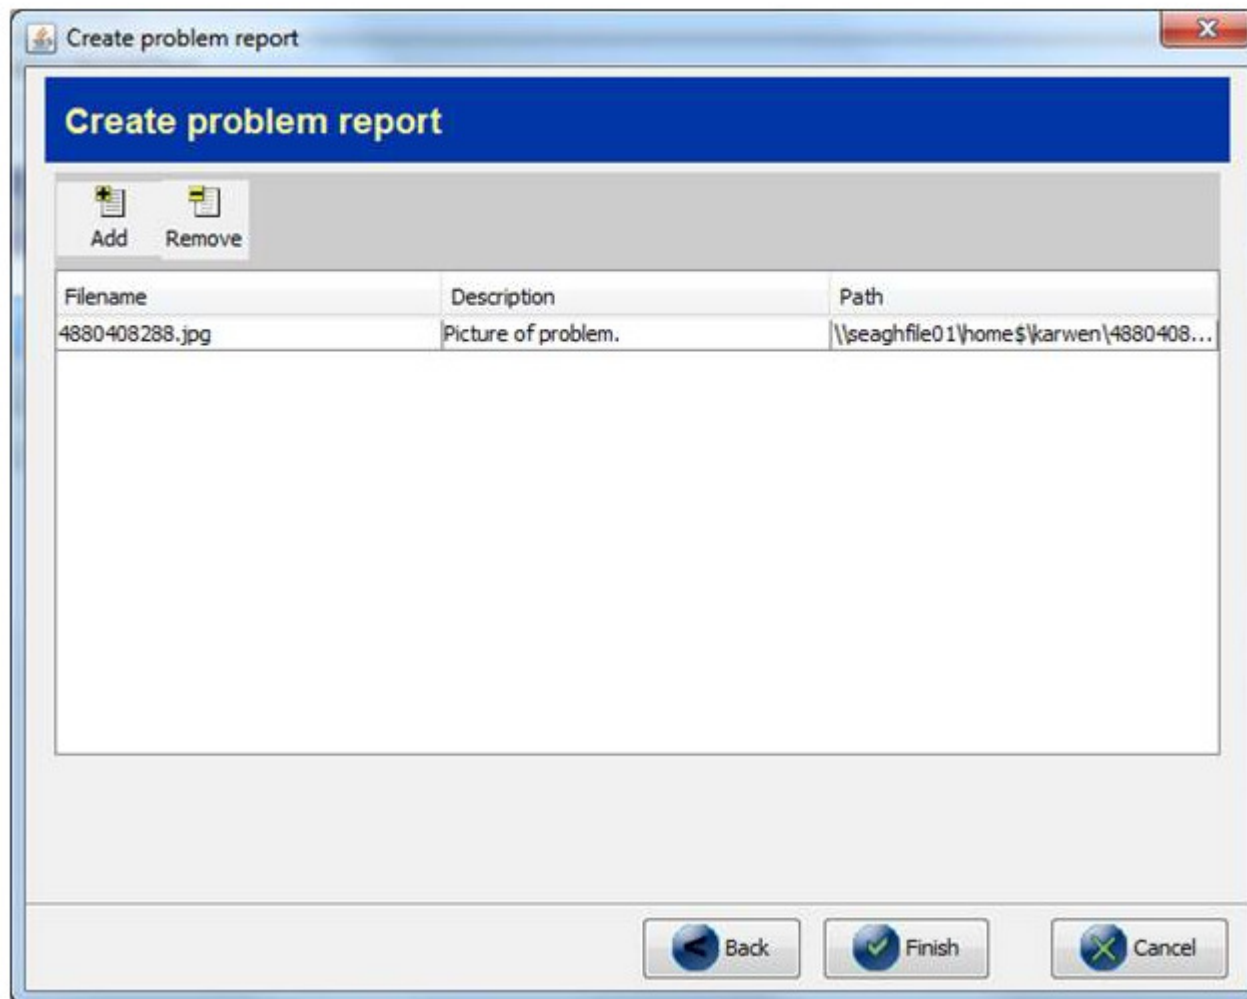 Create problem report
Create problem report
Add Remove
Filename Description Path
4880408288.jpg Picture of problem. \\seaghfile01\home$\karwen\4880408...
Back Finish Cancel